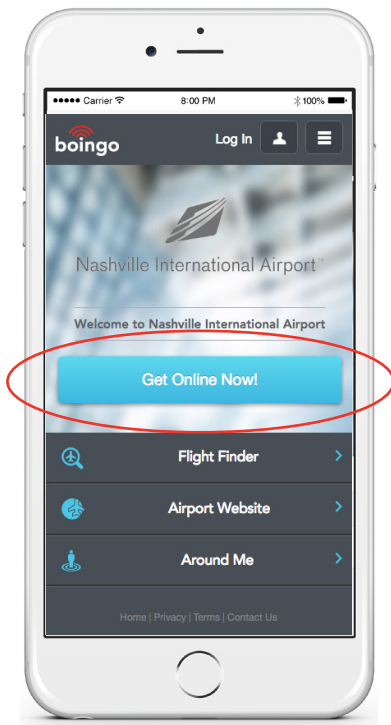 Carrier 8:00 PM 100%
boingo Log In
Nashville International Airport™
Welcome to Nashville International Airport
Get Online Now!
Flight Finder
Airport Website
Around Me
Home | Privacy | Terms | Contact Us